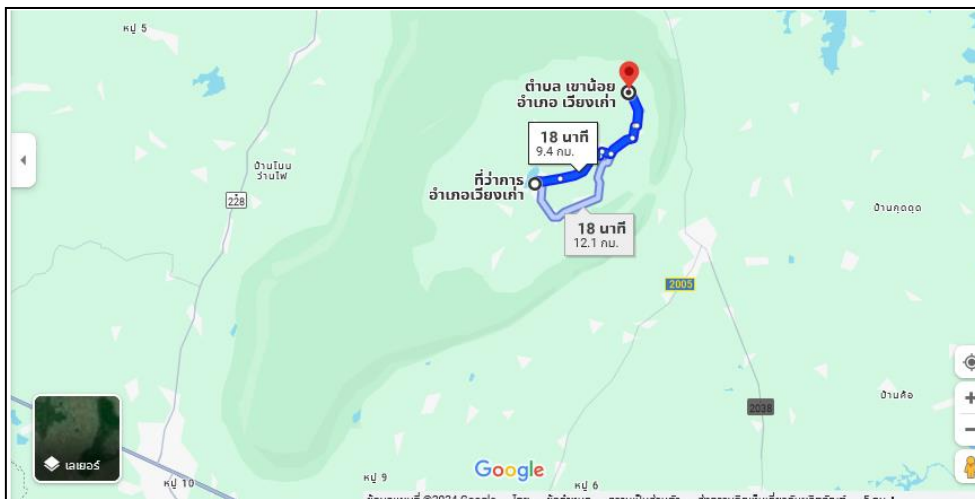 หมู่ 5
ตำบล เขาน้อย
อำเภอ เวียงเก่า
18 นาที
9.4 กม.
บ้านโนน
ว่านไฟ
ที่ว่าการ
อำเภอเวียงเก่า
228
บ้านกุดดุด
18 นาที
12.1 กม.
2005
บ้านค้อ
2038
เลเยอร์
Google
หมู่ 10
หมู่ 9
หมู่ 6